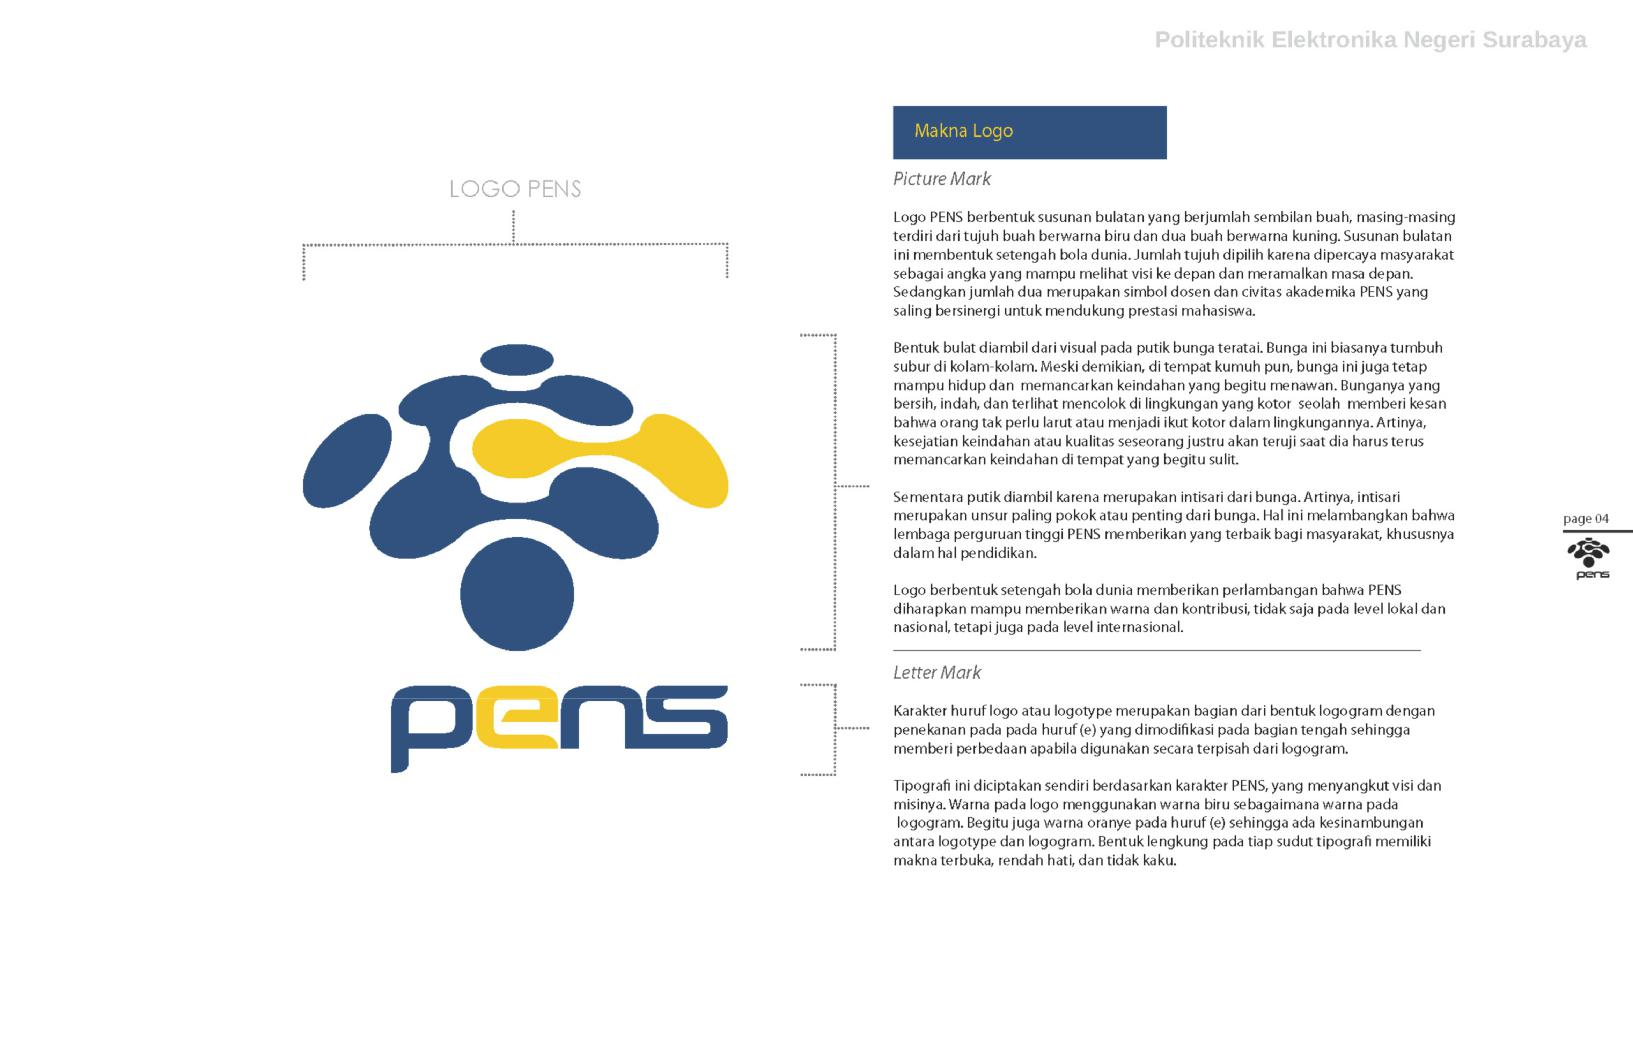 Politeknik Elektronika Negeri Surabaya
LOGO PENS
pens
Makna Logo
Picture Mark
Logo PENS berbentuk susunan bulatan yang berjumlah sembilan buah, masing-masing
terdiri dari tujuh buah berwarna biru dan dua buah berwarna kuning. Susunan bulatan
ini membentuk setengah bola dunia. Jumlah tujuh dipilih karena dipercaya masyarakat
sebagai angka yang mampu melihat visi ke depan dan meramalkan masa depan.
Sedangkan jumlah dua merupakan simbol dosen dan civitas akademika PENS yang
saling bersinergi untuk mendukung prestasi mahasiswa.
Bentuk bulat diambil dari visual pada putik bunga teratai. Bunga ini biasanya tumbuh
subur di kolam-kolam. Meski demikian, di tempat kumuh pun, bunga ini juga tetap
mampu hidup dan memancarkan keindahan yang begitu menawan. Bunganya yang
bersih, indah, dan terlihat mencolok di lingkungan yang kotor seolah memberi kesan
bahwa orang tak perlu larut atau menjadi ikut kotor dalam lingkungannya. Artinya,
kesejatian keindahan atau kualitas seseorang justru akan teruji saat dia harus terus
memancarkan keindahan di tempat yang begitu sulit.
Sementara putik diambil karena merupakan intisari dari bunga. Artinya, intisari
merupakan unsur paling pokok atau penting dari bunga. Hal ini melambangkan bahwa
lembaga perguruan tinggi PENS memberikan yang terbaik bagi masyarakat, khususnya
dalam hal pendidikan.
Logo berbentuk setengah bola dunia memberikan perlambangan bahwa PENS
diharapkan mampu memberikan warna dan kontribusi, tidak saja pada level lokal dan
nasional, tetapi juga pada level internasional.
Letter Mark
Karakter huruf logo atau logotype merupakan bagian dari bentuk logogram dengan
penekanan pada pada huruf (e) yang dimodifikasi pada bagian tengah sehingga
memberi perbedaan apabila digunakan secara terpisah dari logogram.
Tipografi ini diciptakan sendiri berdasarkan karakter PENS, yang menyangkut visi dan
misinya. Warna pada logo menggunakan warna biru sebagaimana warna pada
logogram. Begitu juga warna oranye pada huruf (e) sehingga ada kesinambungan
antara logotype dan logogram. Bentuk lengkung pada tiap sudut tipografi memiliki
makna terbuka, rendah hati, dan tidak kaku.
page 04
pens